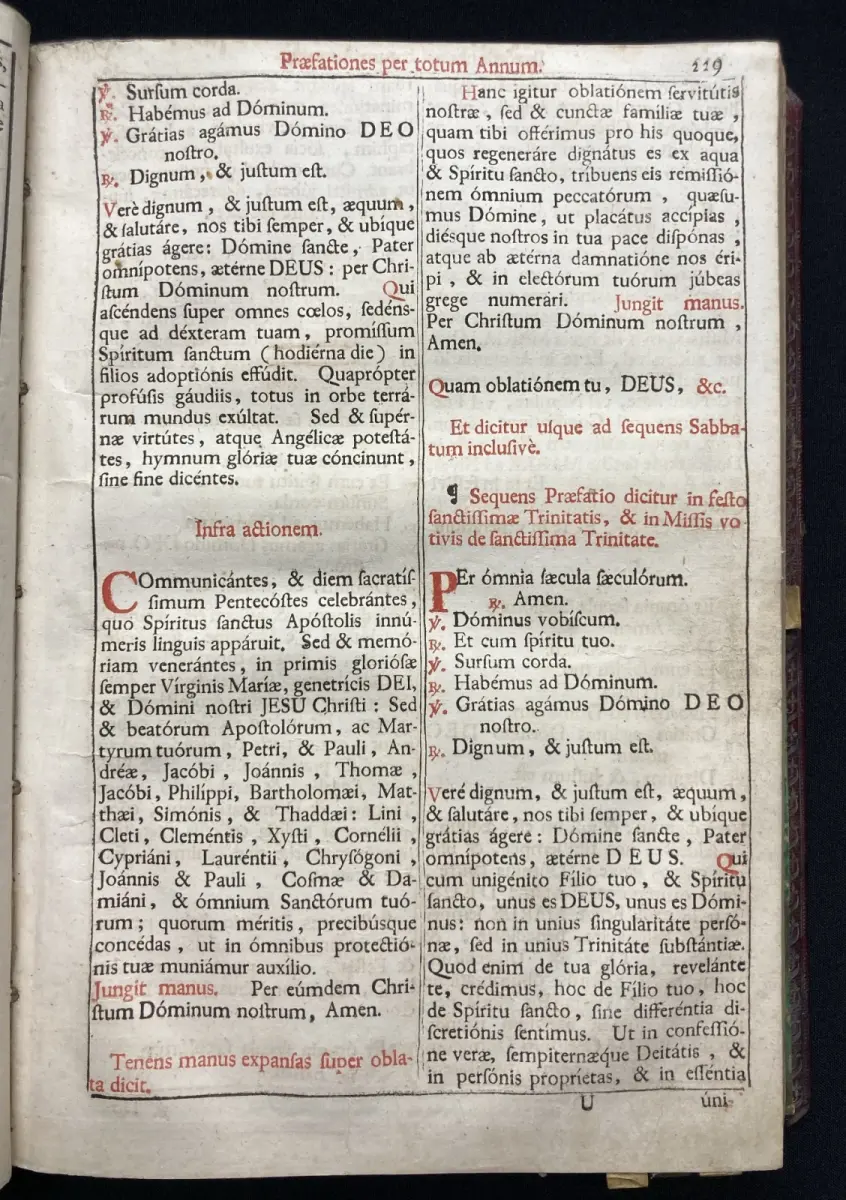 Præfationes per totum Annum. 119
℣. Surſum corda.
℟. Habémus ad Dóminum.
℣. Grátias agámus Dómino DEO
noſtro.
℟. Dignum, & juſtum eſt.
Verè dignum, & juſtum eſt, æquum,
& ſalutáre, nos tibi ſemper, & ubíque
grátias ágere: Dómine ſancte, Pater
omnípotens, ætérne DEUS: per Chri-
ſtum Dóminum noſtrum. Qui
aſcéndens ſuper omnes cœlos, ſedénſ-
que ad déxteram tuam, promíſſum
Spíritum ſanctum (hodiérna die) in
filios adoptiónis effúdit. Quaprópter
profúſis gáudiis, totus in orbe terrá-
rum mundus exúltat. Sed & ſupér-
næ virtútes, atque Angélicæ poteſtá-
tes, hymnum glóriæ tuæ cóncinunt,
ſine fine dicéntes.
Infra actionem.
COmmunicántes, & diem ſacratíſ-
ſimum Pentecóſtes celebrántes,
quo Spíritus ſanctus Apóſtolis innú-
meris linguis appáruit. Sed & memó-
riam venerántes, in primis glorióſæ
ſemper Vírginis Maríæ, genetrícis DEI,
& Dómini noſtri JESU Chriſti: Sed
& beatórum Apoſtolórum, ac Mar-
tyrum tuórum, Petri, & Pauli, An-
dréæ, Jacóbi, Joánnis, Thomæ,
Jacóbi, Philíppi, Bartholomæi, Mat-
thæi, Simónis, & Thaddæi: Lini,
Cleti, Cleméntis, Xyſti, Cornélii,
Cypriáni, Lauréntii, Chryſógoni,
Joánnis & Pauli, Coſmæ & Da-
miáni, & ómnium Sanctórum tuó-
rum; quorum méritis, precibúsque
concédas, ut in ómnibus protectió-
nis tuæ muniámur auxílio.
Jungit manus. Per eúmdem Chri-
ſtum Dóminum noſtrum, Amen.
Tenens manus expanſas ſuper obla-
ta dicit.
Hanc igitur oblatiónem ſervitútis
noſtræ, ſed & cunctæ familiæ tuæ,
quam tibi offérimus pro his quoque,
quos regeneráre dignátus es ex aqua
& Spíritu ſancto, tríbuens eis remiſſió-
nem ómnium peccatórum, quæſu-
mus Dómine, ut placátus accípias,
diéſque noſtros in tua pace diſpónas,
atque ab ætérna damnatióne nos éri-
pi, & in electórum tuórum júbeas
grege numerári. Jungit manus.
Per Chriſtum Dóminum noſtrum,
Amen.
Quam oblatiónem tu, DEUS, &c.
Et dicitur uſque ad ſequens Sabba-
tum incluſivè.
¶ Sequens Præfatio dicitur in feſto
ſanctiſſimæ Trinitatis, & in Miſſis vo-
tivis de ſanctiſſima Trinitate.
PEr ómnia ſæcula ſæculórum.
℟. Amen.
℣. Dóminus vobíſcum.
℟. Et cum ſpíritu tuo.
℣. Surſum corda.
℟. Habémus ad Dóminum.
℣. Grátias agámus Dómino DEO
noſtro.
℟. Dignum, & juſtum eſt.
Veré dignum, & juſtum eſt, æquum,
& ſalutáre, nos tibi ſemper, & ubíque
grátias ágere: Dómine ſancte, Pater
omnípotens, ætérne DEUS. Qui
cum unigénito Fílio tuo, & Spíritu
ſancto, unus es DEUS, unus es Dómi-
nus: non in unius ſingularitáte perſó-
næ, ſed in unius Trinitáte ſubſtántiæ.
Quod enim de tua glória, revelánte
te, crédimus, hoc de Fílio tuo, hoc
de Spíritu ſancto, ſine differéntia di-
ſcretiónis ſentímus. Ut in confeſſió-
ne veræ, ſempiternæque Deitátis, &
in perſónis propríetas, & in eſſéntia
U úni-